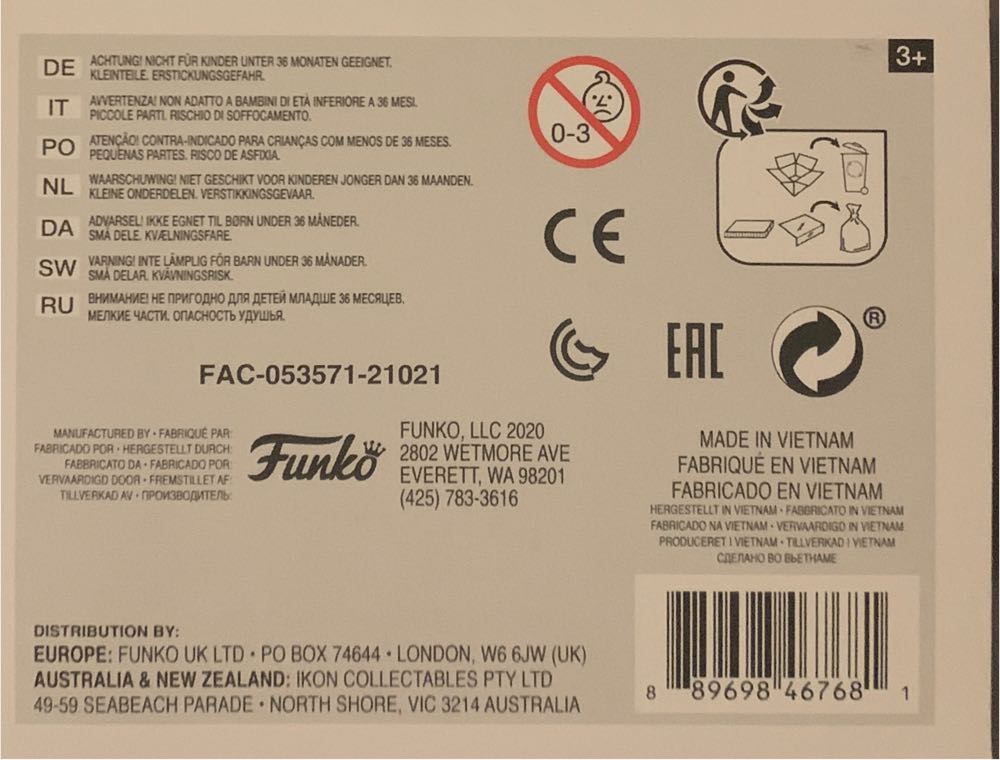 3+
DE
ACHTUNG! NICHT FÜR KINDER UNTER 36 MONATEN GEEIGNET.
KLEINTEILE. ERSTICKUNGSGEFAHR.
IT
AVVERTENZA! NON ADATTO A BAMBINI DI ETÀ INFERIORE A 36 MESI.
PICCOLE PARTI. RISCHIO DI SOFFOCAMENTO.
PO
ATENÇÃO! CONTRA-INDICADO PARA CRIANÇAS COM MENOS DE 36 MESES.
PEQUENAS PARTES. RISCO DE ASFIXIA.
NL
WAARSCHUWING! NIET GESCHIKT VOOR KINDEREN JONGER DAN 36 MAANDEN.
KLEINE ONDERDELEN. VERSTIKKINGSGEVAAR.
DA
ADVARSEL! IKKE EGNET TIL BØRN UNDER 36 MÅNEDER.
SMÅ DELE. KVÆLNINGSFARE.
SW
VARNING! INTE LÄMPLIG FÖR BARN UNDER 36 MÅNADER.
SMÅ DELAR. KVÄVNINGSRISK.
RU
ВНИМАНИЕ! НЕ ПРИГОДНО ДЛЯ ДЕТЕЙ МЛАДШЕ 36 МЕСЯЦЕВ.
МЕЛКИЕ ЧАСТИ. ОПАСНОСТЬ УДУШЬЯ.
0-3
CE
EAC
®
FAC-053571-21021
MANUFACTURED BY • FABRIQUÉ PAR:
FABRICADO POR • HERGESTELLT DURCH:
FABBRICATO DA • FABRICADO POR:
VERVAARDIGD DOOR • FREMSTILLET AF:
TILLVERKAD AV • ПРОИЗВОДИТЕЛЬ:
Funko
FUNKO, LLC 2020
2802 WETMORE AVE
EVERETT, WA 98201
(425) 783-3616
MADE IN VIETNAM
FABRIQUÉ EN VIETNAM
FABRICADO EN VIETNAM
HERGESTELLT IN VIETNAM • FABBRICATO IN VIETNAM
FABRICADO NA VIETNAM • VERVAARDIGD IN VIETNAM
PRODUCERET I VIETNAM • TILLVERKAD I VIETNAM
СДЕЛАНО ВО ВЬЕТНАМЕ
DISTRIBUTION BY:
EUROPE: FUNKO UK LTD • PO BOX 74644 • LONDON, W6 6JW (UK)
AUSTRALIA & NEW ZEALAND: IKON COLLECTABLES PTY LTD
49-59 SEABEACH PARADE • NORTH SHORE, VIC 3214 AUSTRALIA
8 89698 46768 1